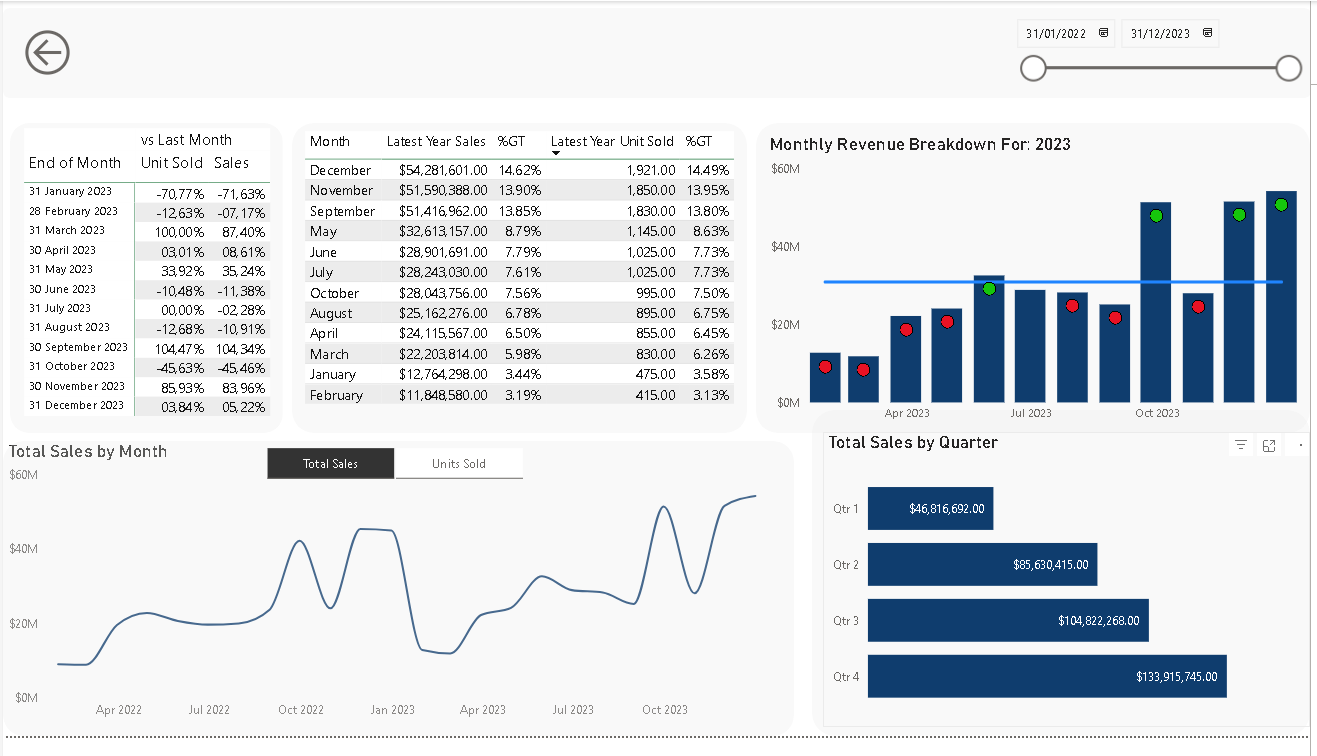 31/01/2022 31/12/2023
vs Last Month
End of Month Unit Sold Sales
31 January 2023 -70,77% -71,63%
28 February 2023 -12,63% -07,17%
31 March 2023 100,00% 87,40%
30 April 2023 03,01% 08,61%
31 May 2023 33,92% 35,24%
30 June 2023 -10,48% -11,38%
31 July 2023 00,00% -02,28%
31 August 2023 -12,68% -10,91%
30 September 2023 104,47% 104,34%
31 October 2023 -45,63% -45,46%
30 November 2023 85,93% 83,96%
31 December 2023 03,84% 05,22%
Month Latest Year Sales %GT Latest Year Unit Sold %GT
December $54,281,601.00 14.62% 1,921.00 14.49%
November $51,590,388.00 13.90% 1,850.00 13.95%
September $51,416,962.00 13.85% 1,830.00 13.80%
May $32,613,157.00 8.79% 1,145.00 8.63%
June $28,901,691.00 7.79% 1,025.00 7.73%
July $28,243,030.00 7.61% 1,025.00 7.73%
October $28,043,756.00 7.56% 995.00 7.50%
August $25,162,276.00 6.78% 895.00 6.75%
April $24,115,567.00 6.50% 855.00 6.45%
March $22,203,814.00 5.98% 830.00 6.26%
January $12,764,298.00 3.44% 475.00 3.58%
February $11,848,580.00 3.19% 415.00 3.13%
Monthly Revenue Breakdown For: 2023
$60M
$40M
$20M
$0M
Apr 2023 Jul 2023 Oct 2023
Total Sales by Month
Total Sales Units Sold
$60M
$40M
$20M
$0M
Apr 2022 Jul 2022 Oct 2022 Jan 2023 Apr 2023 Jul 2023 Oct 2023
Total Sales by Quarter
Qtr 1 $46,816,692.00
Qtr 2 $85,630,415.00
Qtr 3 $104,822,268.00
Qtr 4 $133,915,745.00